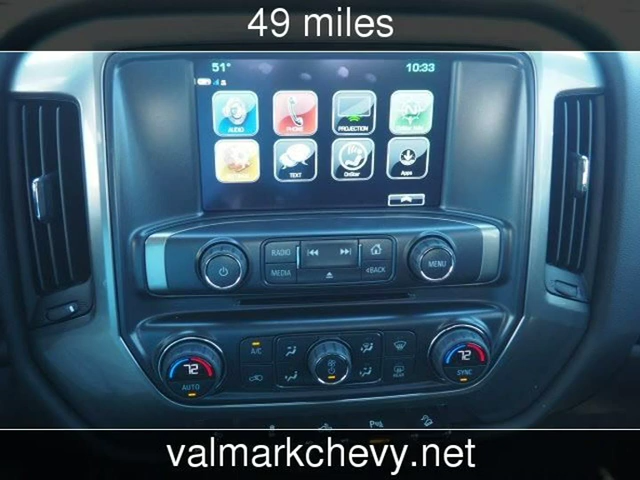 49 miles
51° 10:33
AUDIO PHONE PROJECTION
TEXT OnStar Apps
RADIO
MEDIA BACK MENU
A/C
72 72
AUTO REAR SYNC
valmarkchevy.net